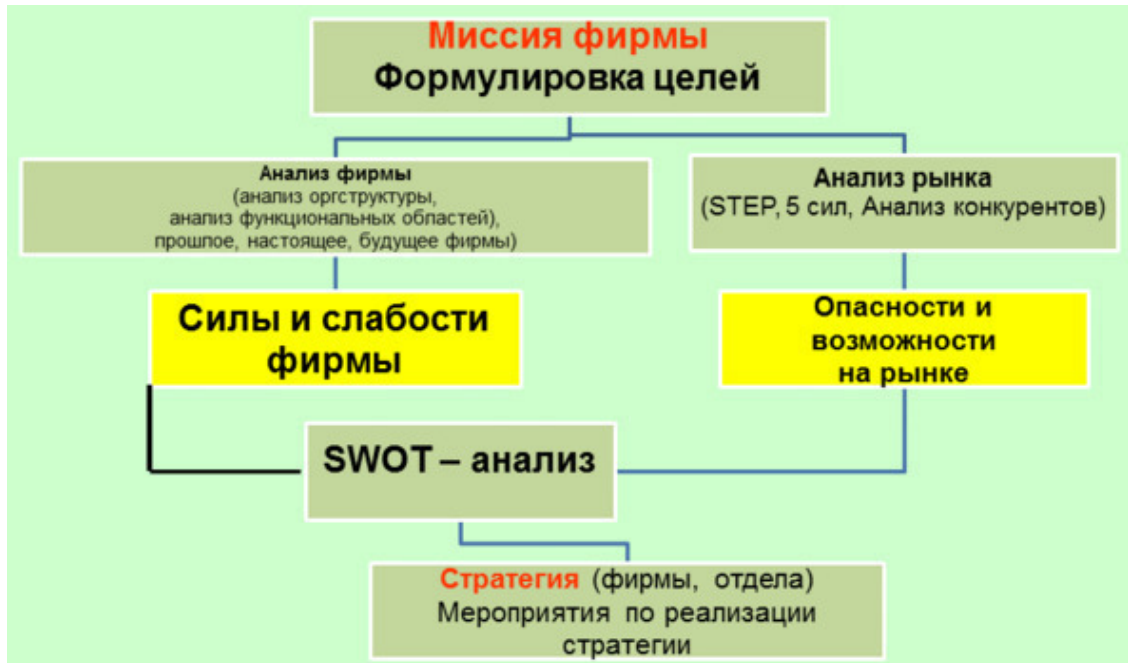 Миссия фирмы
Формулировка целей
Анализ фирмы
(анализ оргструктуры,
анализ функциональных областей),
прошлое, настоящее, будущее фирмы)
Анализ рынка
(STEP, 5 сил, Анализ конкурентов)
Силы и слабости
фирмы
Опасности и
возможности
на рынке
SWOT – анализ
Стратегия (фирмы, отдела)
Мероприятия по реализации
стратегии